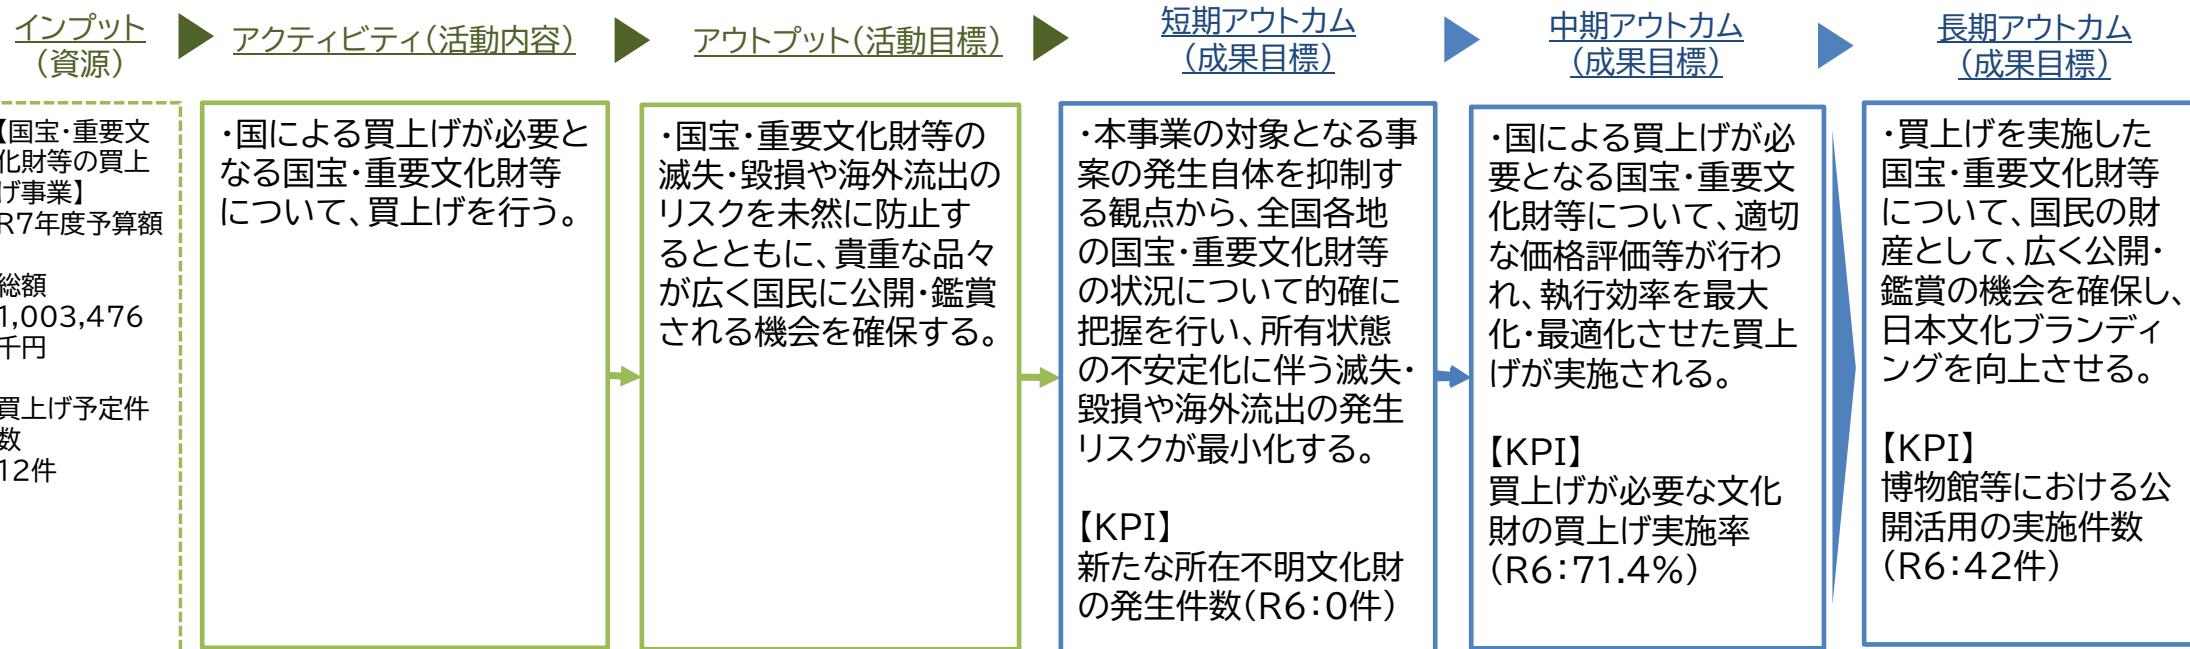 インプット
（資源）
アクティビティ（活動内容）
アウトプット（活動目標）
短期アウトカム
（成果目標）
中期アウトカム
（成果目標）
長期アウトカム
（成果目標）
【国宝・重要文
化財等の買上
げ事業】
R7年度予算額
総額
1,003,476
千円
買上げ予定件
数
12件
・国による買上げが必要と
なる国宝・重要文化財等
について、買上げを行う。
・国宝・重要文化財等の
滅失・毀損や海外流出の
リスクを未然に防止す
るとともに、貴重な品々
が広く国民に公開・鑑賞
される機会を確保する。
・本事業の対象となる事
案の発生自体を抑制す
る観点から、全国各地
の国宝・重要文化財等
の状況について的確に
把握を行い、所有状態
の不安定化に伴う滅失・
毀損や海外流出の発生
リスクが最小化する。
【KPI】
新たな所在不明文化財
の発生件数（R6：0件）
・国による買上げが必
要となる国宝・重要文
化財等について、適切
な価格評価等が行わ
れ、執行効率を最大
化・最適化させた買上
げが実施される。
【KPI】
買上げが必要な文化
財の買上げ実施率
（R6：71.4%）
・買上げを実施した
国宝・重要文化財等
について、国民の財
産として、広く公開・
鑑賞の機会を確保し、
日本文化ブランディ
ングを向上させる。
【KPI】
博物館等における公
開活用の実施件数
（R6：42件）